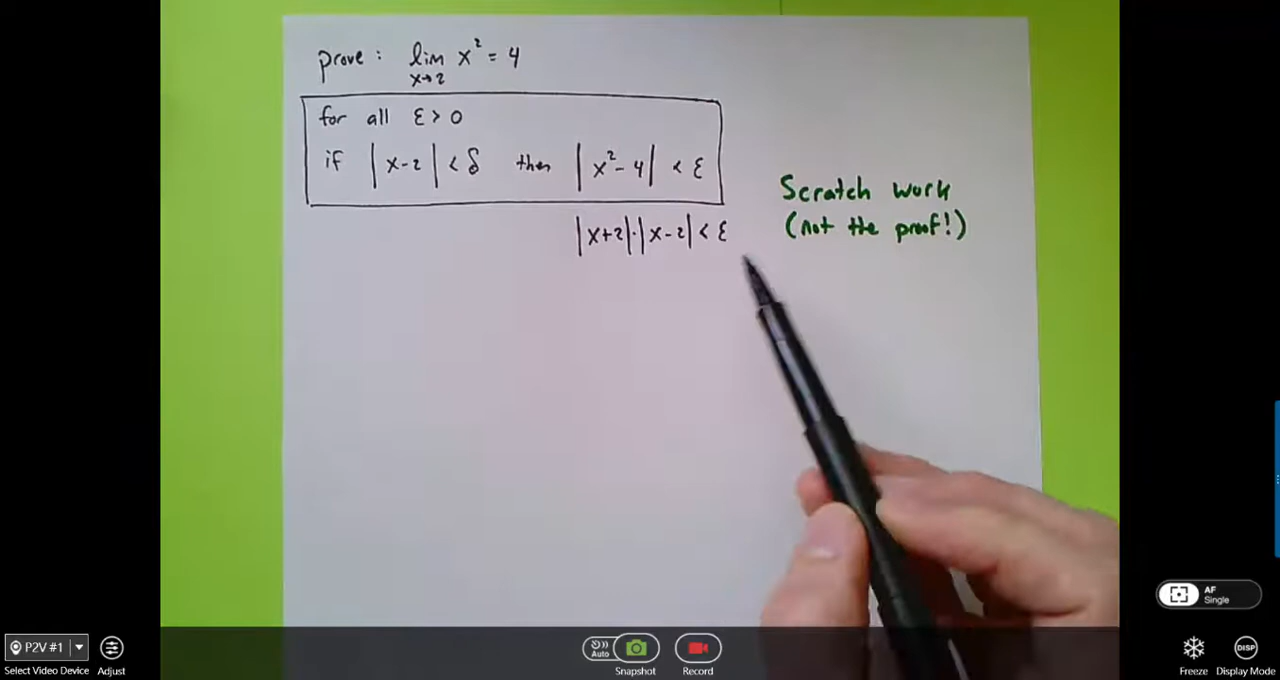 prove: lim x² = 4
x→2
for all ε > 0
if |x-2| < δ then |x²-4| < ε
|x+2|·|x-2| < ε
Scratch work
(not the proof!)
AF
Single
P2V #1
Select Video Device
Adjust
Auto
Snapshot
Record
Freeze
DISP
Display Mode